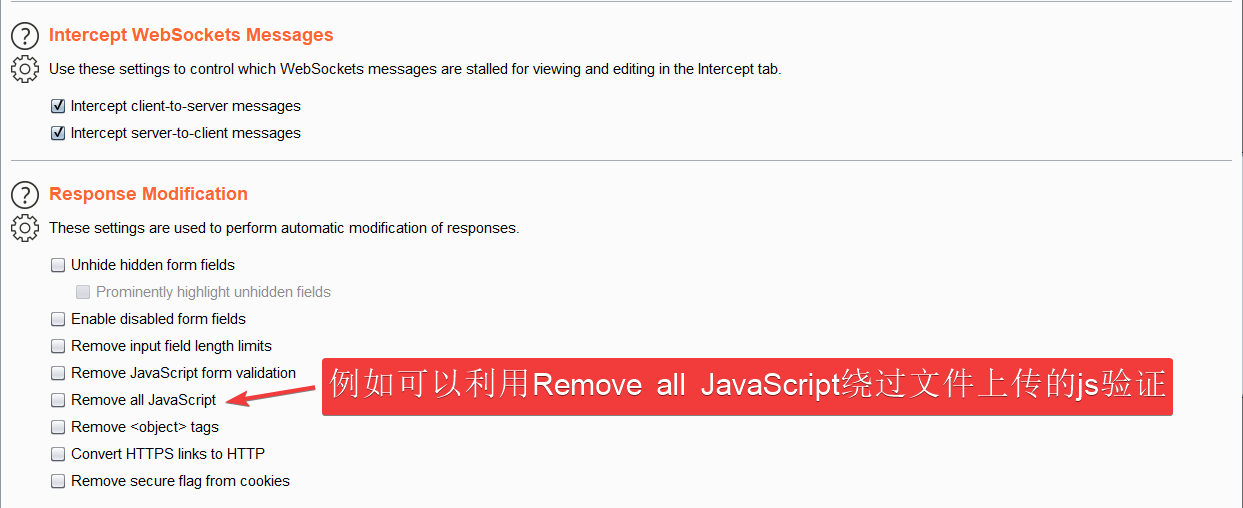 Intercept WebSockets Messages
Use these settings to control which WebSockets messages are stalled for viewing and editing in the Intercept tab.
Intercept client-to-server messages
Intercept server-to-client messages
Response Modification
These settings are used to perform automatic modification of responses.
Unhide hidden form fields
Prominently highlight unhidden fields
Enable disabled form fields
Remove input field length limits
Remove JavaScript form validation
Remove all JavaScript
例如可以利用Remove all JavaScript绕过文件上传的js验证
Remove <object> tags
Convert HTTPS links to HTTP
Remove secure flag from cookies